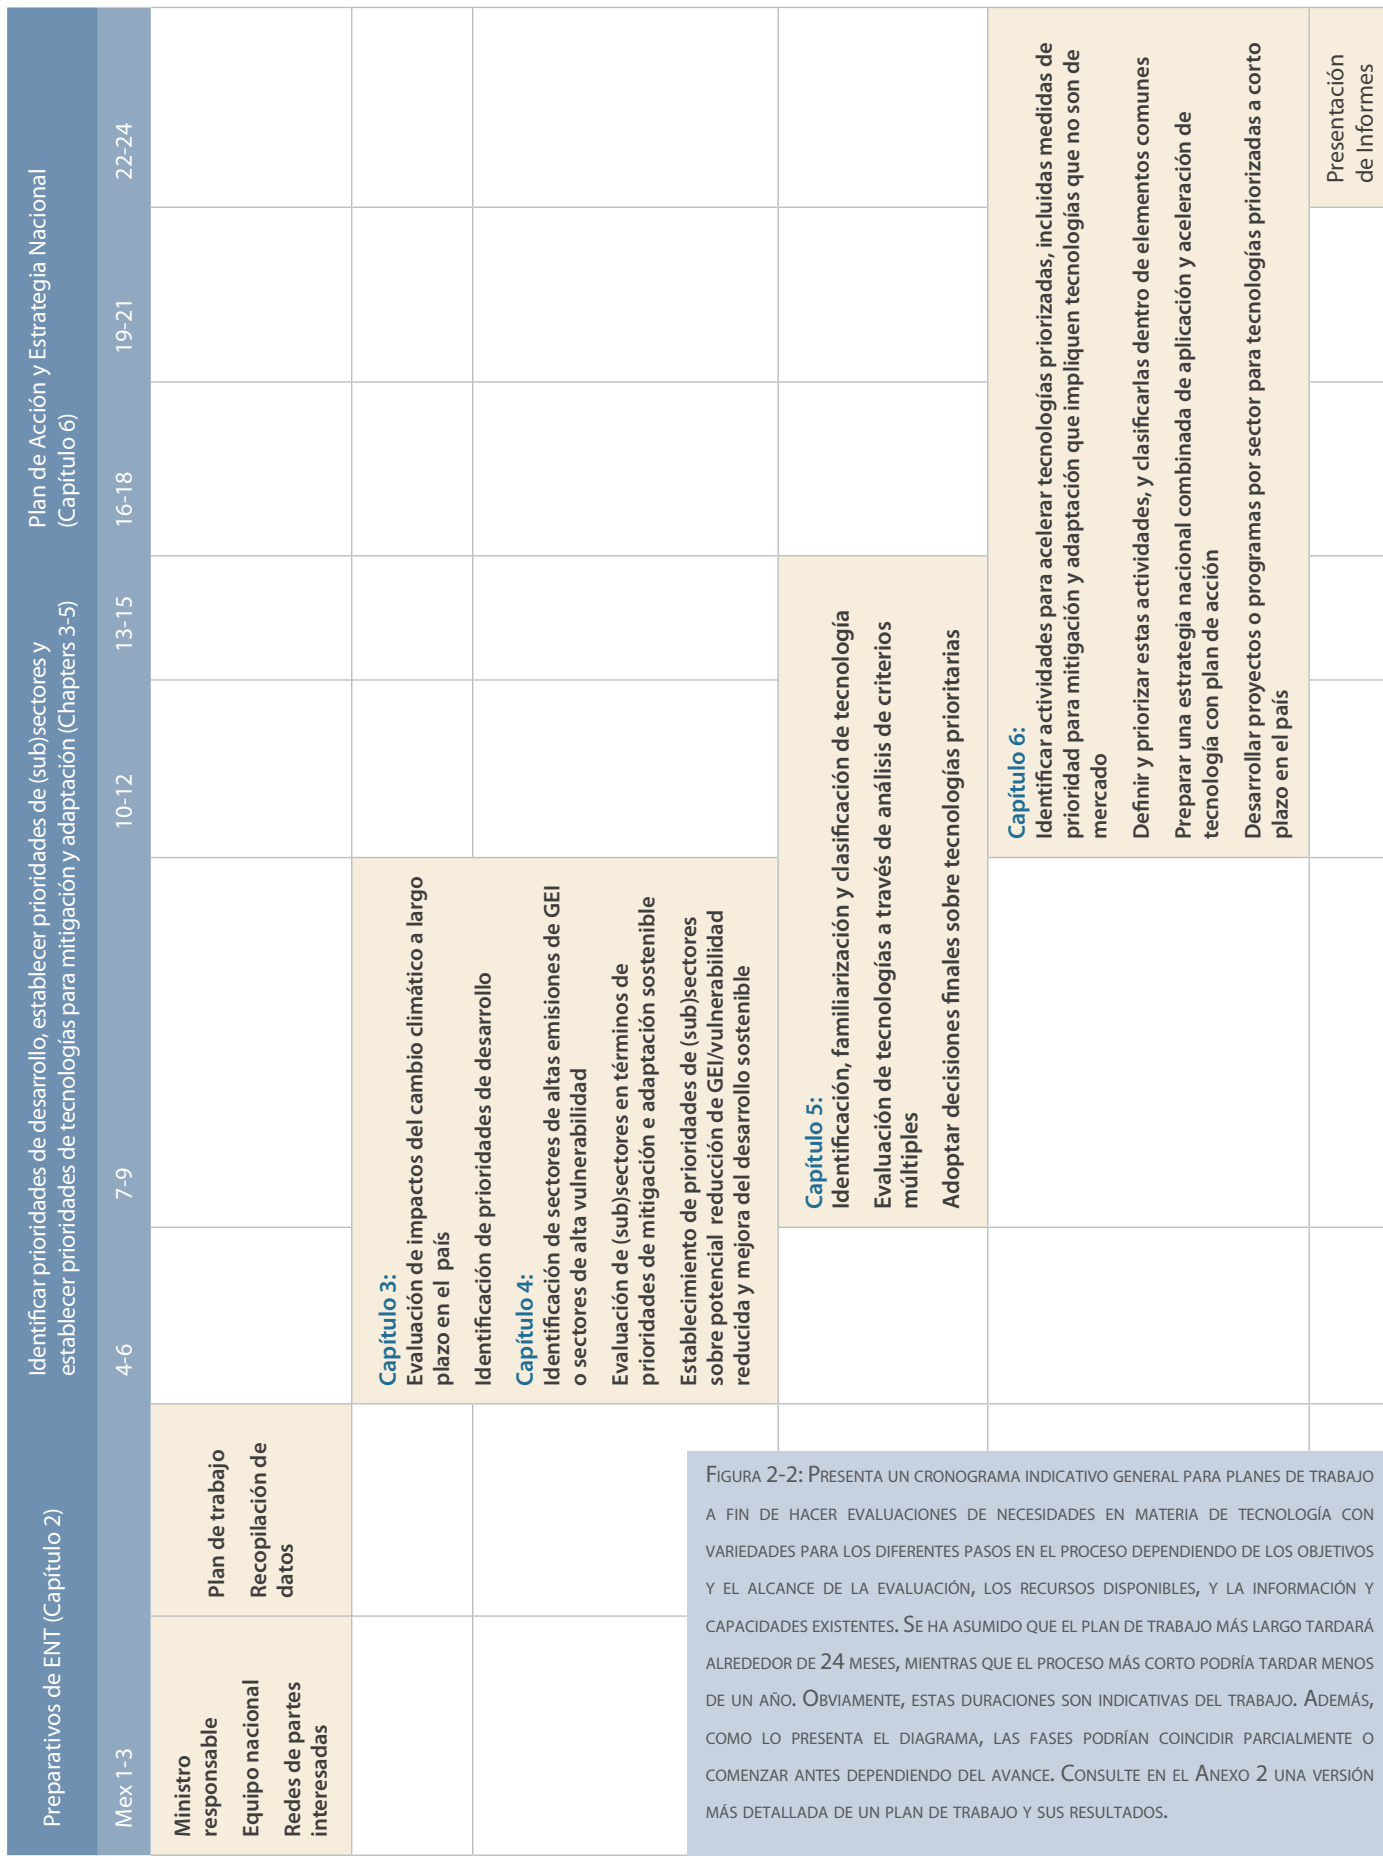 Preparativos de ENT (Capítulo 2)
Identificar prioridades de desarrollo, establecer prioridades de (sub)sectores y
establecer prioridades de tecnologías para mitigación y adaptación (Chapters 3-5)
Plan de Acción y Estrategia Nacional
(Capítulo 6)
Mex 1-3
4-6
7-9
10-12
13-15
16-18
19-21
22-24
Ministro
responsable
Equipo nacional
Redes de partes
interesadas
Plan de trabajo
Recopilación de
datos
Capítulo 3:
Evaluación de impactos del cambio climático a largo
plazo en el país
Identificación de prioridades de desarrollo
Capítulo 4:
Identificación de sectores de altas emisiones de GEI
o sectores de alta vulnerabilidad
Evaluación de (sub)sectores en términos de
prioridades de mitigación e adaptación sostenible
Establecimiento de prioridades de (sub)sectores
sobre potencial reducción de GEI/vulnerabilidad
reducida y mejora del desarrollo sostenible
Capítulo 5:
Identificación, familiarización y clasificación de tecnología
Evaluación de tecnologías a través de análisis de criterios
múltiples
Adoptar decisiones finales sobre tecnologías prioritarias
Capítulo 6:
Identificar actividades para acelerar tecnologías priorizadas, incluidas medidas de
prioridad para mitigación y adaptación que impliquen tecnologías que no son de
mercado
Definir y priorizar estas actividades, y clasificarlas dentro de elementos comunes
Preparar una estrategia nacional combinada de aplicación y aceleración de
tecnología con plan de acción
Desarrollar proyectos o programas por sector para tecnologías priorizadas a corto
plazo en el país
Presentación
de Informes
FIGURA 2-2: PRESENTA UN CRONOGRAMA INDICATIVO GENERAL PARA PLANES DE TRABAJO
A FIN DE HACER EVALUACIONES DE NECESIDADES EN MATERIA DE TECNOLOGÍA CON
VARIEDADES PARA LOS DIFERENTES PASOS EN EL PROCESO DEPENDIENDO DE LOS OBJETIVOS
Y EL ALCANCE DE LA EVALUACIÓN, LOS RECURSOS DISPONIBLES, Y LA INFORMACIÓN Y
CAPACIDADES EXISTENTES. SE HA ASUMIDO QUE EL PLAN DE TRABAJO MÁS LARGO TARDARÁ
ALREDEDOR DE 24 MESES, MIENTRAS QUE EL PROCESO MÁS CORTO PODRÍA TARDAR MENOS
DE UN AÑO. OBVIAMENTE, ESTAS DURACIONES SON INDICATIVAS DEL TRABAJO. ADEMÁS,
COMO LO PRESENTA EL DIAGRAMA, LAS FASES PODRÍAN COINCIDIR PARCIALMENTE O
COMENZAR ANTES DEPENDIENDO DEL AVANCE. CONSULTE EN EL ANEXO 2 UNA VERSIÓN
MÁS DETALLADA DE UN PLAN DE TRABAJO Y SUS RESULTADOS.